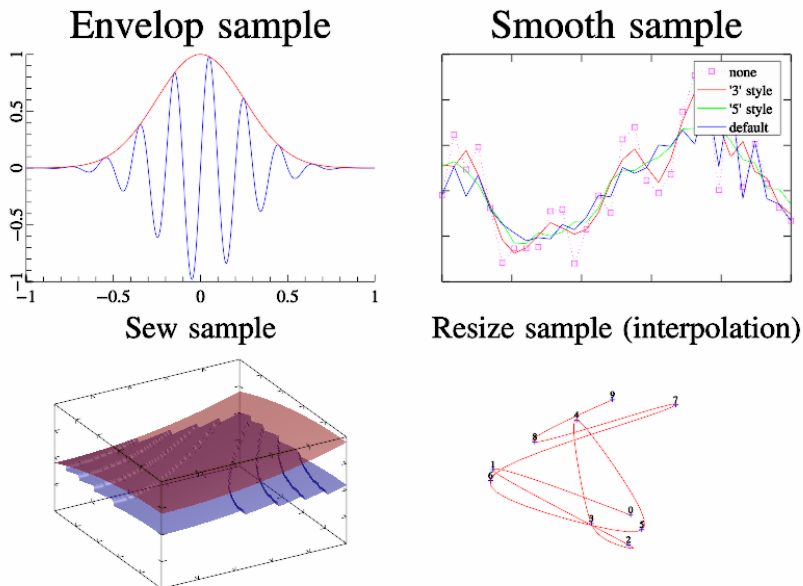 Envelop sample
Smooth sample
1
0.5
0
−0.5
−1
−1
−0.5
0
0.5
1
none
'3' style
'5' style
default
Sew sample
Resize sample (interpolation)
9
7
4
8
1
6
0
3
5
2